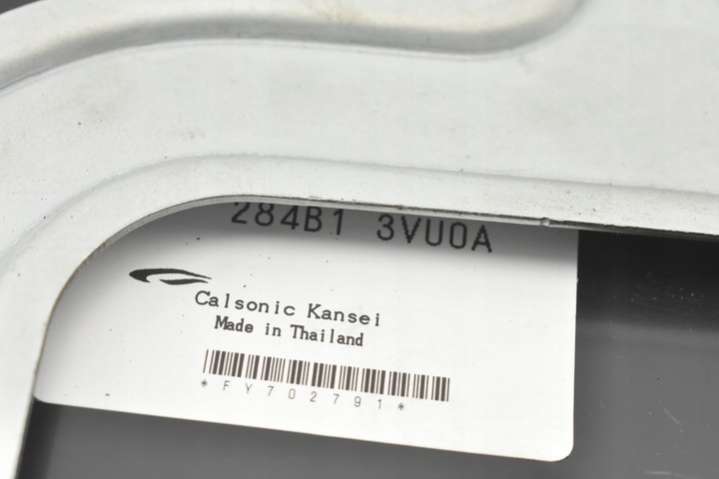 284B1 3VU0A
Calsonic Kansei
Made in Thailand
*FY702791*